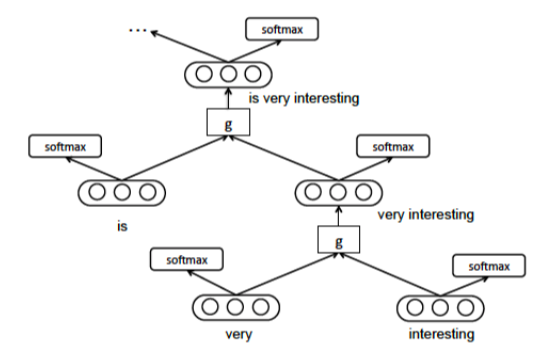 ...
softmax
is very interesting
g
softmax
softmax
is
very interesting
g
softmax
softmax
very
interesting